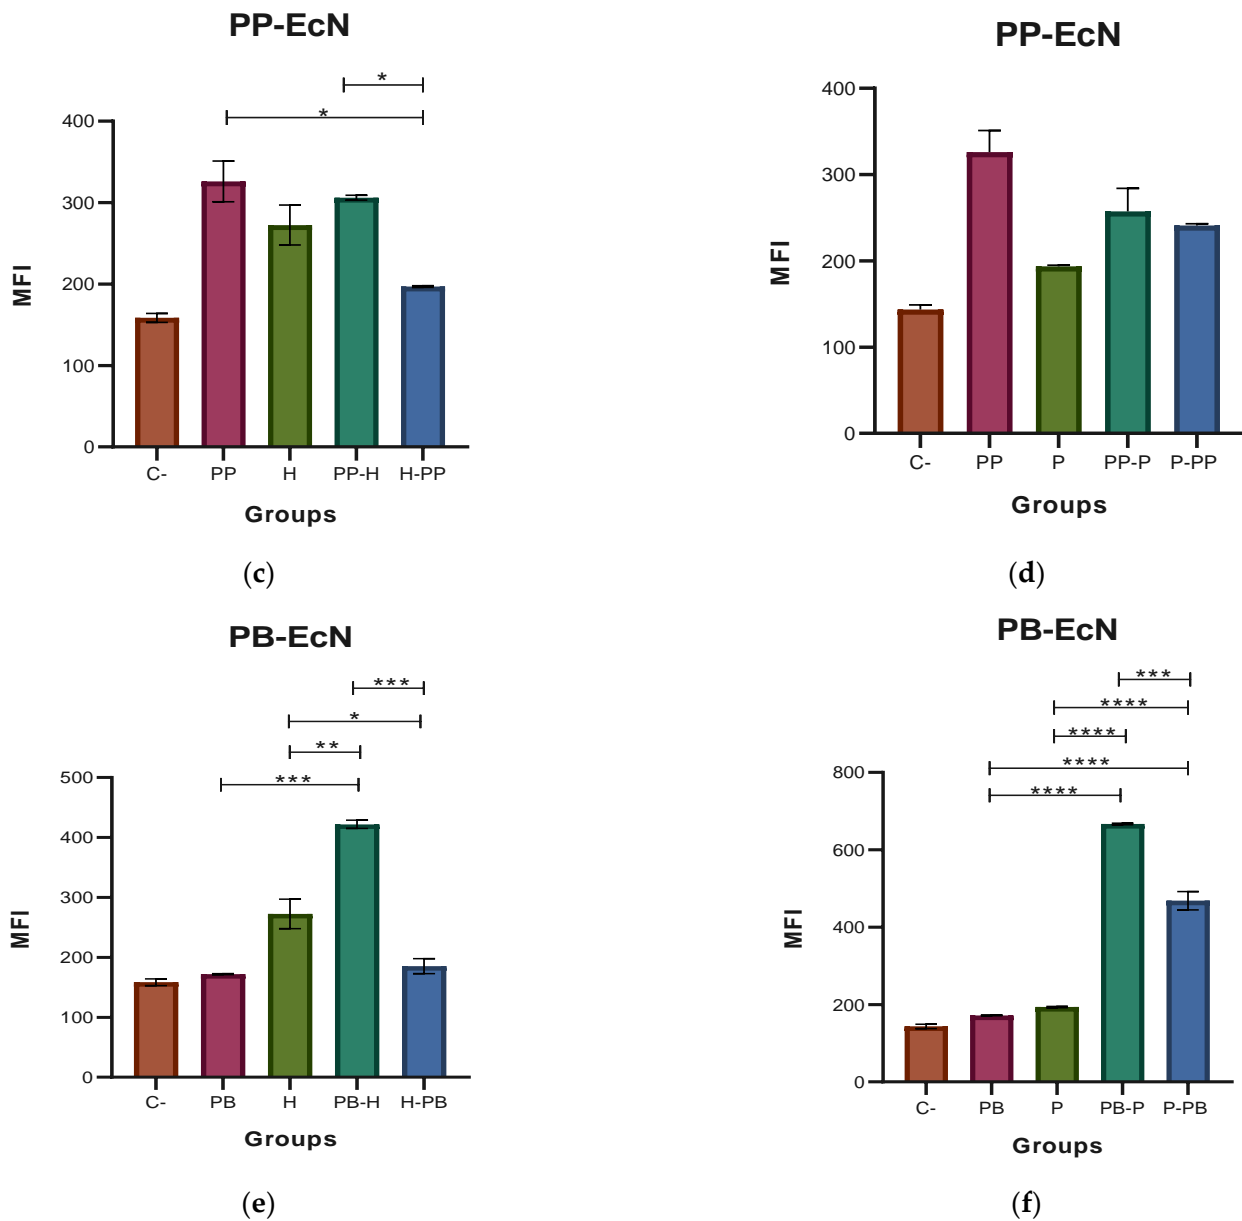 PP-EcN
*
*
400
300
200
100
0
MFI
C- PP H PP-H H-PP
Groups
(c)
PP-EcN
400
300
200
100
0
MFI
C- PP P PP-P P-PP
Groups
(d)
PB-EcN
***
*
**
***
500
400
300
200
100
0
MFI
C- PB H PB-H H-PB
Groups
(e)
PB-EcN
***
****
****
****
****
800
600
400
200
0
MFI
C- PB P PB-P P-PB
Groups
(f)